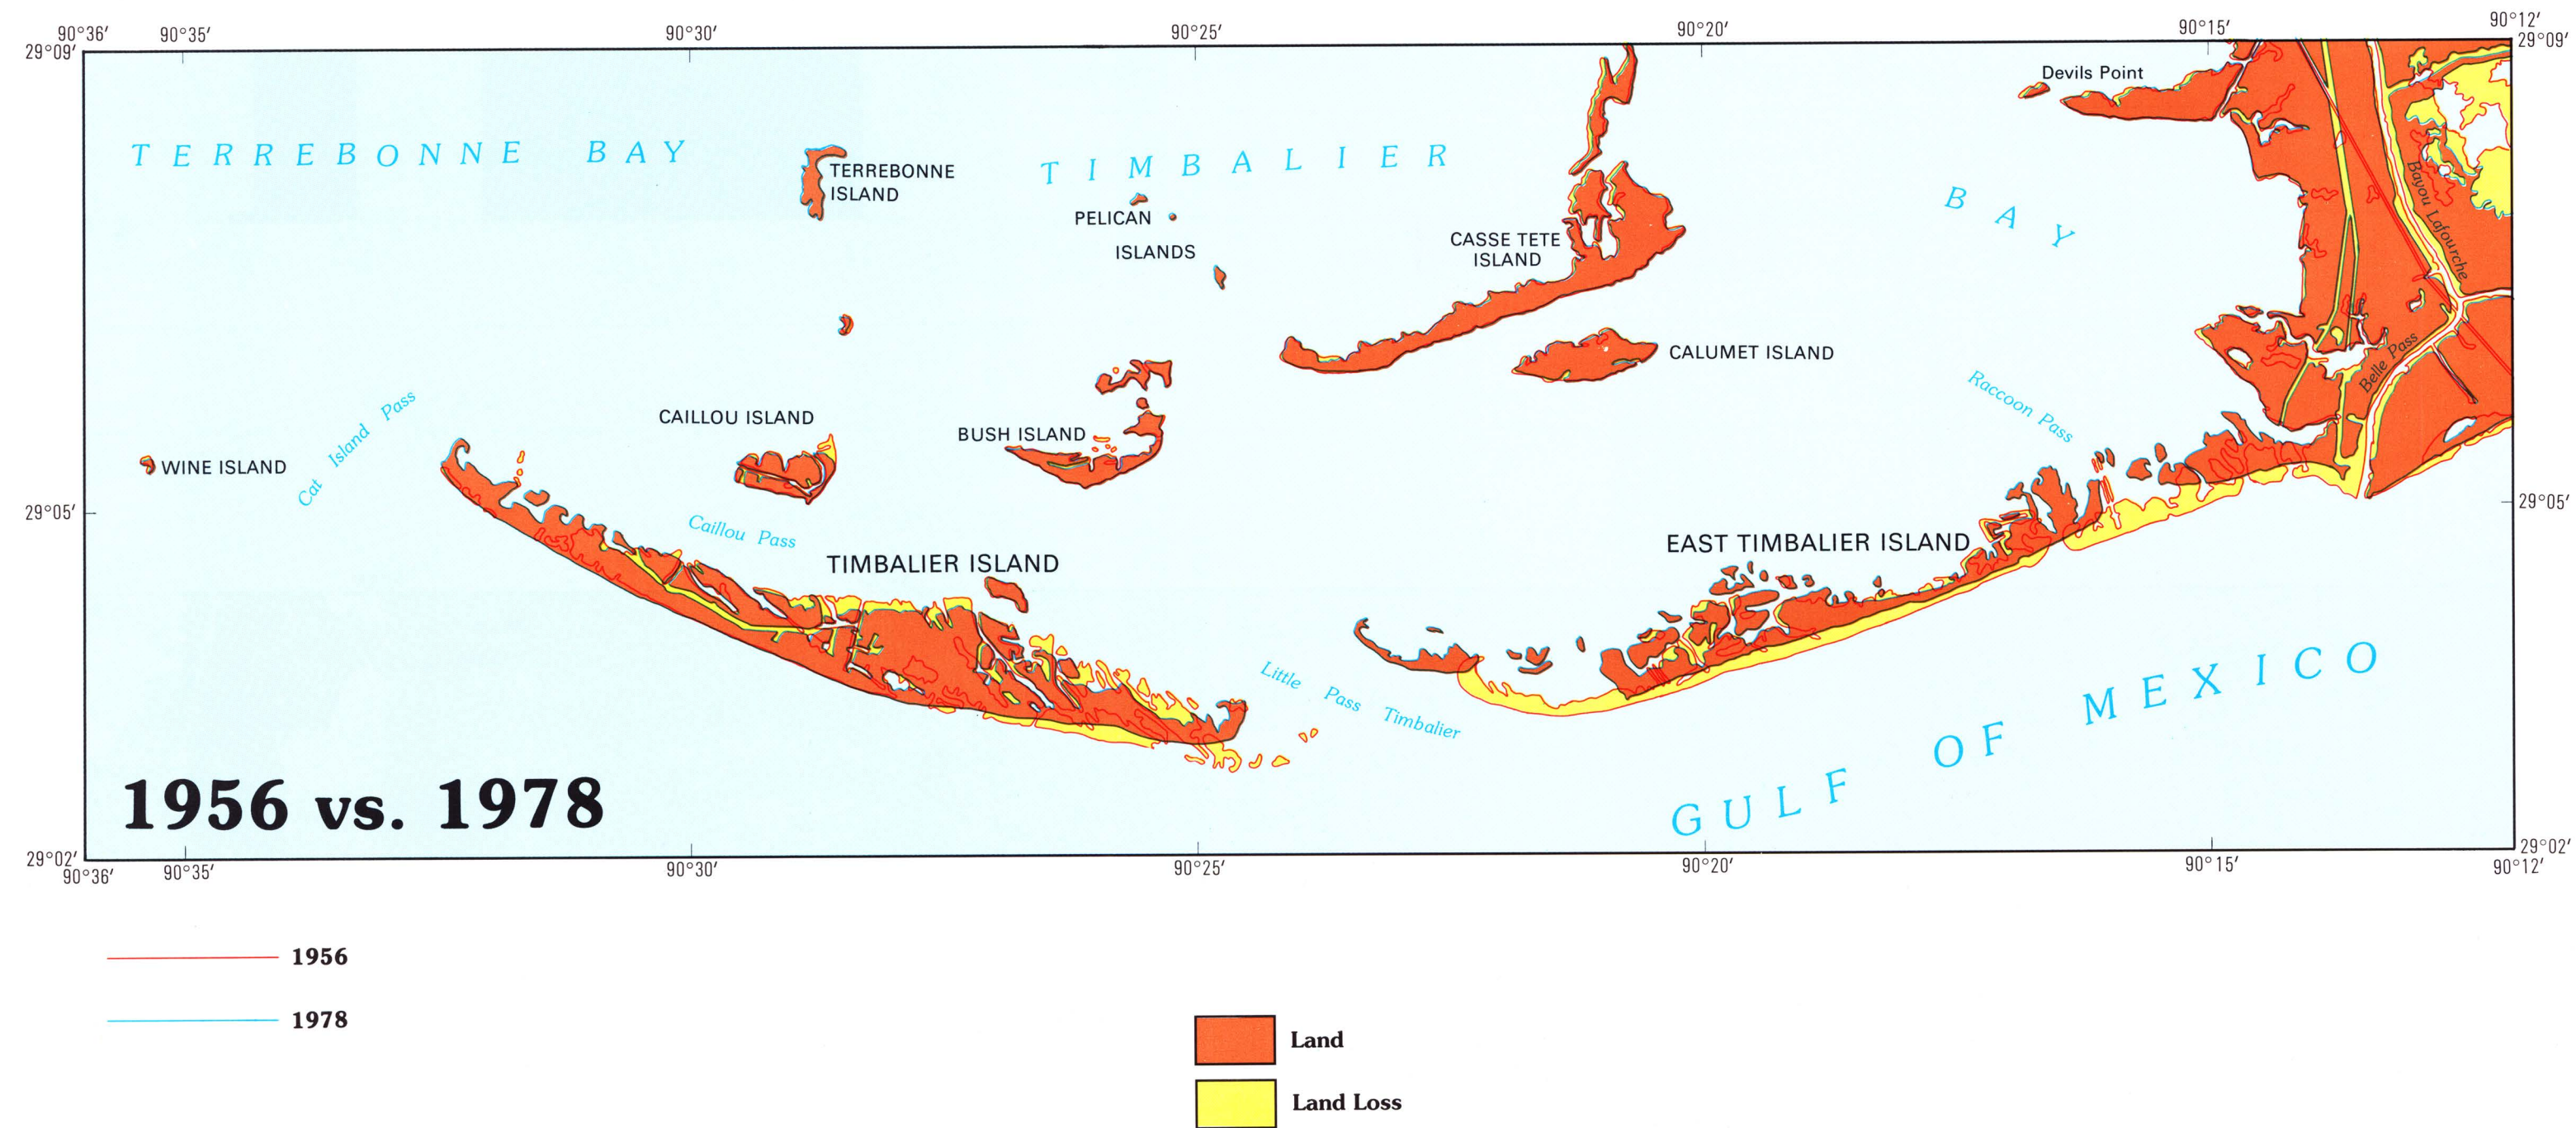 90°36′
90°35′
90°30′
90°25′
90°20′
90°15′
90°12′
29°09′
29°09′
Devils Point
TERREBONNE BAY
TIMBALIER
BAY
TERREBONNE
ISLAND
PELICAN
ISLANDS
CASSE TETE
ISLAND
Bayou Lafourche
CALUMET ISLAND
Belle Pass
Raccoon Pass
Cat Island Pass
CAILLOU ISLAND
BUSH ISLAND
WINE ISLAND
29°05′
29°05′
Caillou Pass
TIMBALIER ISLAND
EAST TIMBALIER ISLAND
Little Pass Timbalier
GULF OF MEXICO
1956 vs. 1978
29°02′
29°02′
90°36′
90°35′
90°30′
90°25′
90°20′
90°15′
90°12′
1956
1978
Land
Land Loss